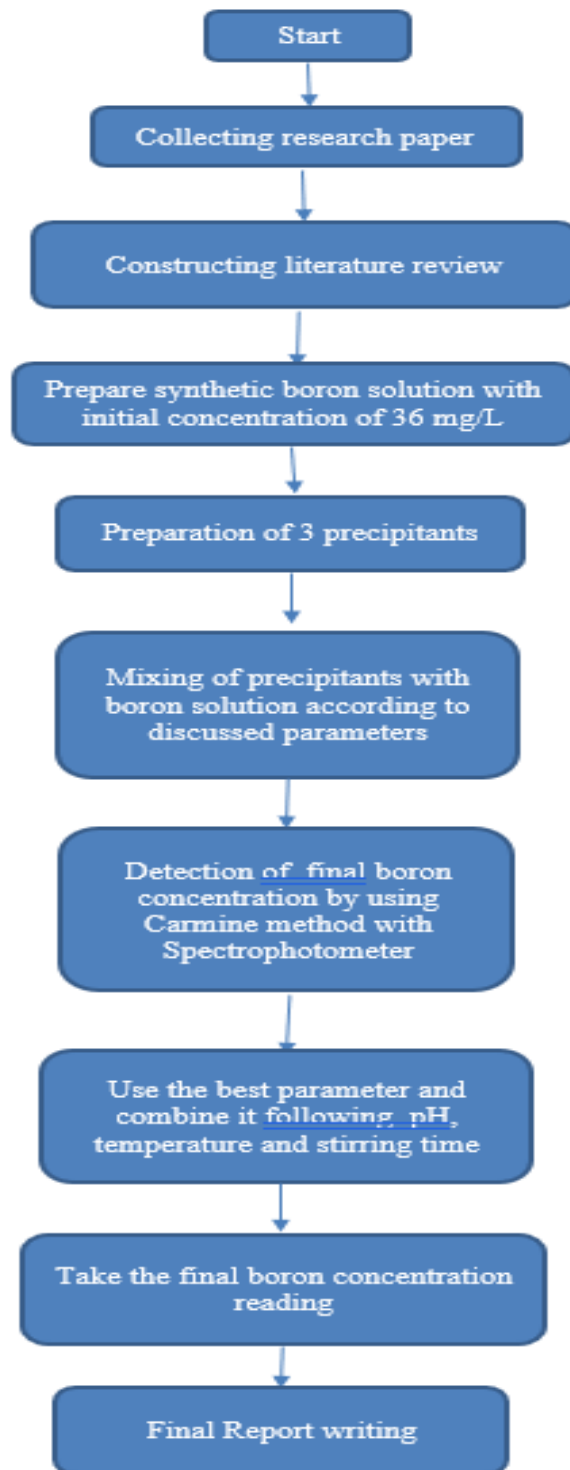 Start
Collecting research paper
Constructing literature review
Prepare synthetic boron solution with
initial concentration of 36 mg/L
Preparation of 3 precipitants
Mixing of precipitants with
boron solution according to
discussed parameters
Detection of  final boron
concentration by using
Carmine method with
Spectrophotometer
Use the best parameter and
combine it following  pH,
temperature and stirring time
Take the final boron concentration
reading
Final Report writing